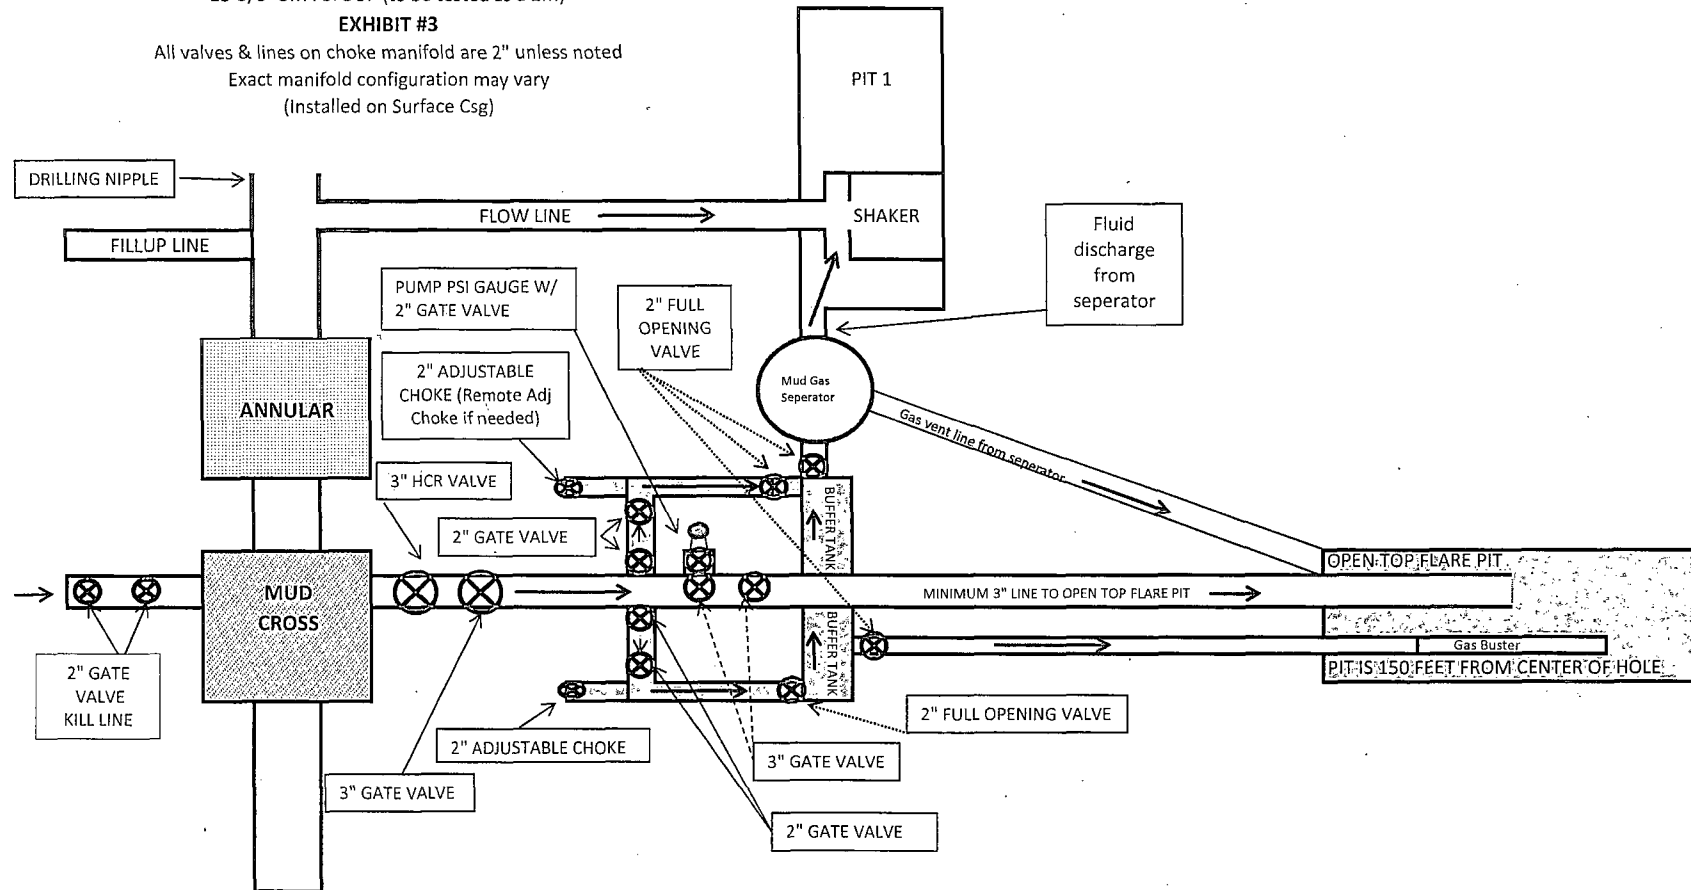 EXHIBIT #3
All valves & lines on choke manifold are 2" unless noted
Exact manifold configuration may vary
(Installed on Surface Csg)
PIT 1
DRILLING NIPPLE
FLOW LINE
SHAKER
FILLUP LINE
Fluid
discharge
from
seperator
PUMP PSI GAUGE W/
2" GATE VALVE
2" FULL
OPENING
VALVE
2" ADJUSTABLE
CHOKE (Remote Adj
Choke if needed)
Mud Gas
Seperator
ANNULAR
Gas vent line from seperator
3" HCR VALVE
2" GATE VALVE
BUFFER TANK
OPEN TOP FLARE PIT
MUD
CROSS
MINIMUM 3" LINE TO OPEN TOP FLARE PIT
BUFFER TANK
Gas Buster
PIT IS 150 FEET FROM CENTER OF HOLE
2" GATE
VALVE
KILL LINE
2" FULL OPENING VALVE
2" ADJUSTABLE CHOKE
3" GATE VALVE
3" GATE VALVE
2" GATE VALVE